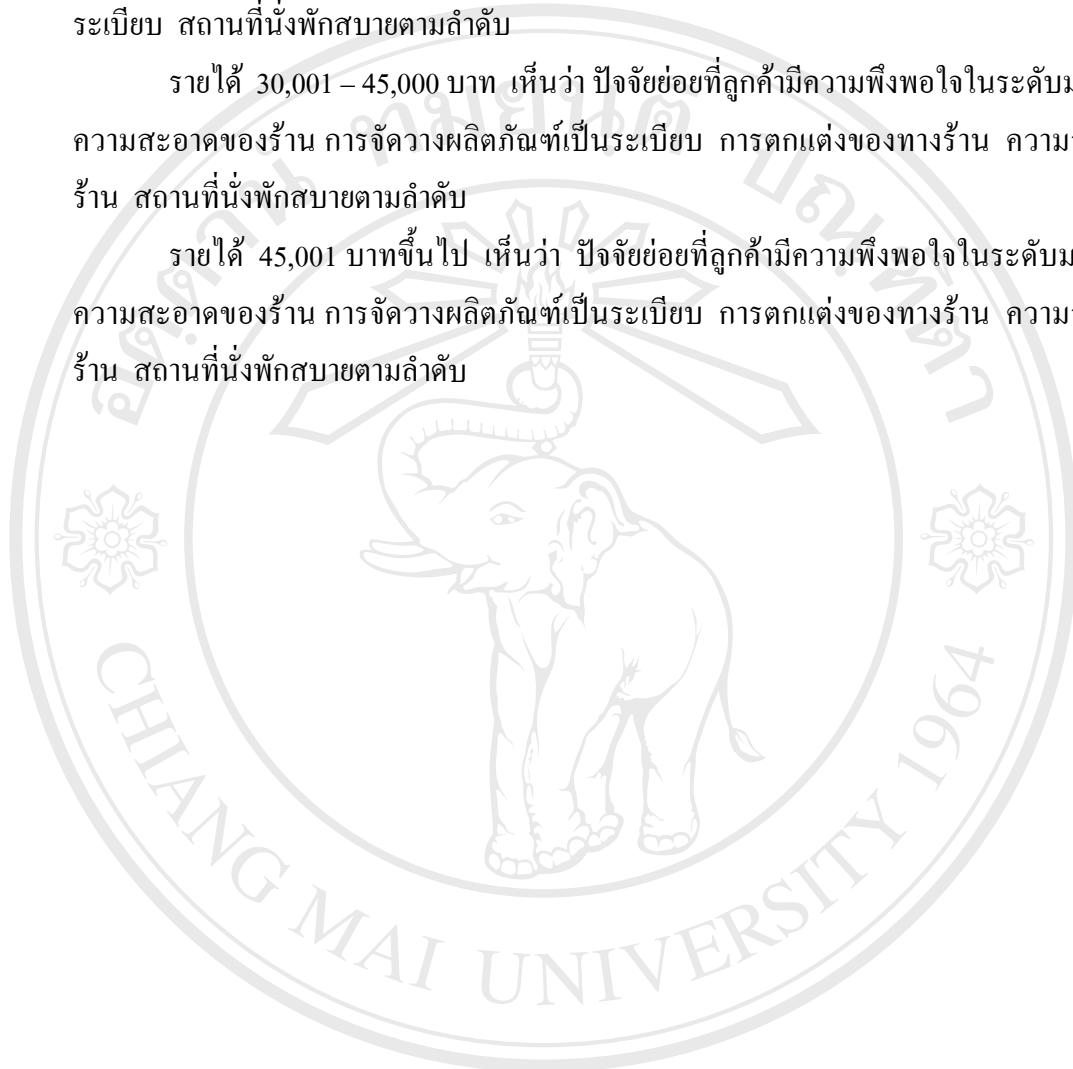 ระเบียบ สถานที่นั่งพักสบายตามลำดับ
รายได้ 30,001 – 45,000 บาท เห็นว่า ปัจจัยย่อยที่ลูกค้ามีความพึงพอใจในระดับ
ความสะอาดของร้าน การจัดวางผลิตภัณฑ์เป็นระเบียบ การตกแต่งของทางร้าน ความ
ร้าน สถานที่นั่งพักสบายตามลำดับ
รายได้ 45,001 บาทขึ้นไป เห็นว่า ปัจจัยย่อยที่ลูกค้ามีความพึงพอใจในระดับ
ความสะอาดของร้าน การจัดวางผลิตภัณฑ์เป็นระเบียบ การตกแต่งของทางร้าน ความ
ร้าน สถานที่นั่งพักสบายตามลำดับ
CHIANG MAI UNIVERSITY 1964